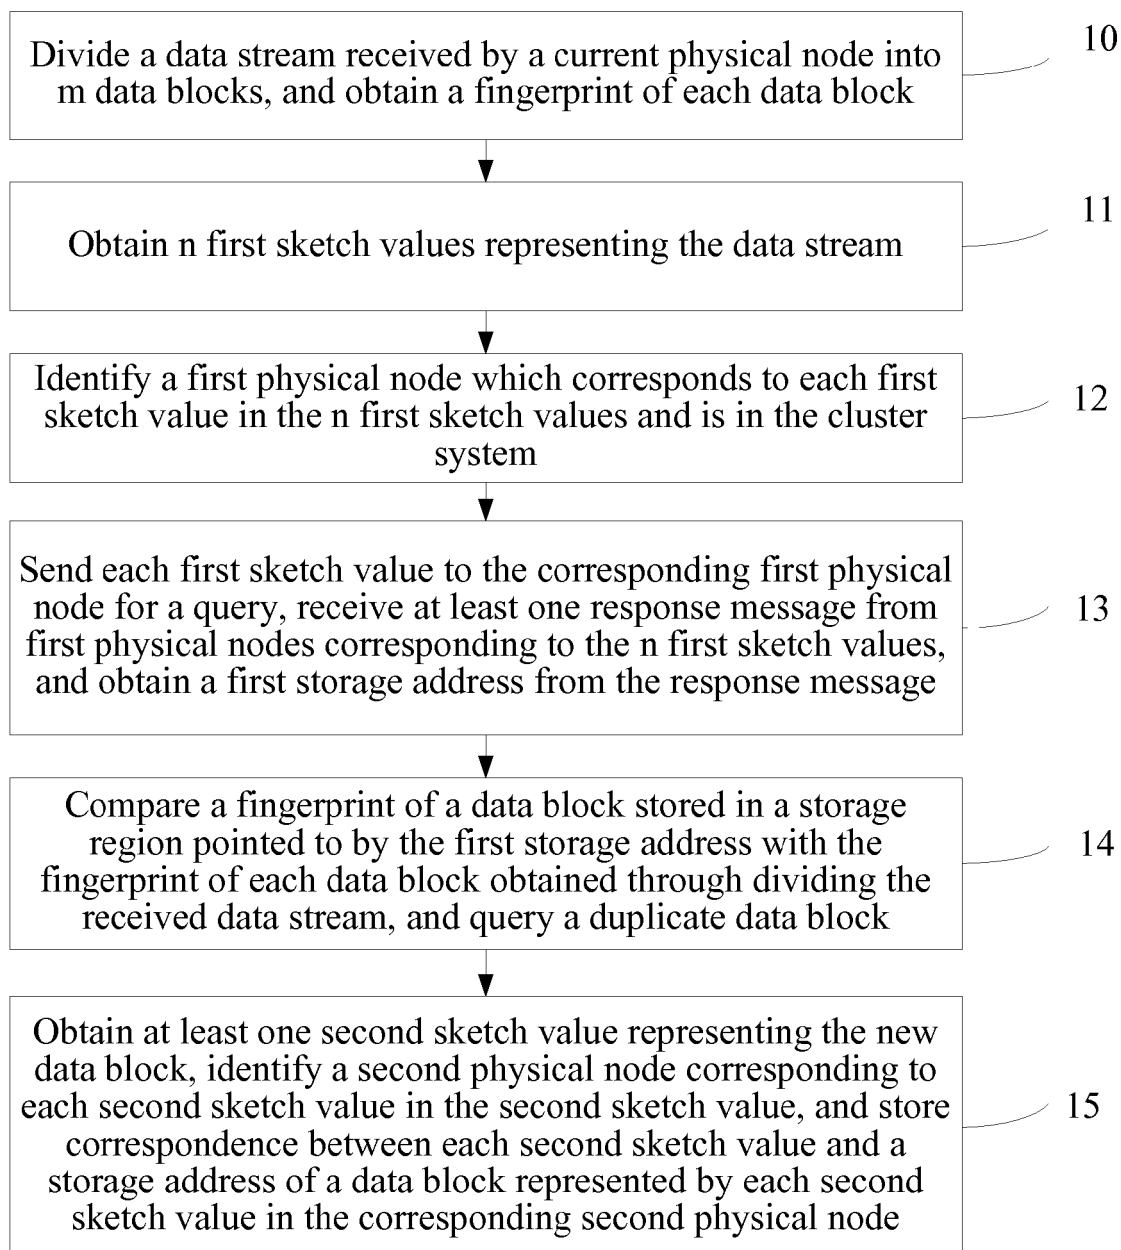 Divide a data stream received by a current physical node into
m data blocks, and obtain a fingerprint of each data block
10
Obtain n first sketch values representing the data stream
11
Identify a first physical node which corresponds to each first
sketch value in the n first sketch values and is in the cluster
system
12
Send each first sketch value to the corresponding first physical
node for a query, receive at least one response message from
first physical nodes corresponding to the n first sketch values,
and obtain a first storage address from the response message
13
Compare a fingerprint of a data block stored in a storage
region pointed to by the first storage address with the
fingerprint of each data block obtained through dividing the
received data stream, and query a duplicate data block
14
Obtain at least one second sketch value representing the new
data block, identify a second physical node corresponding to
each second sketch value in the second sketch value, and store
correspondence between each second sketch value and a
storage address of a data block represented by each second
sketch value in the corresponding second physical node
15